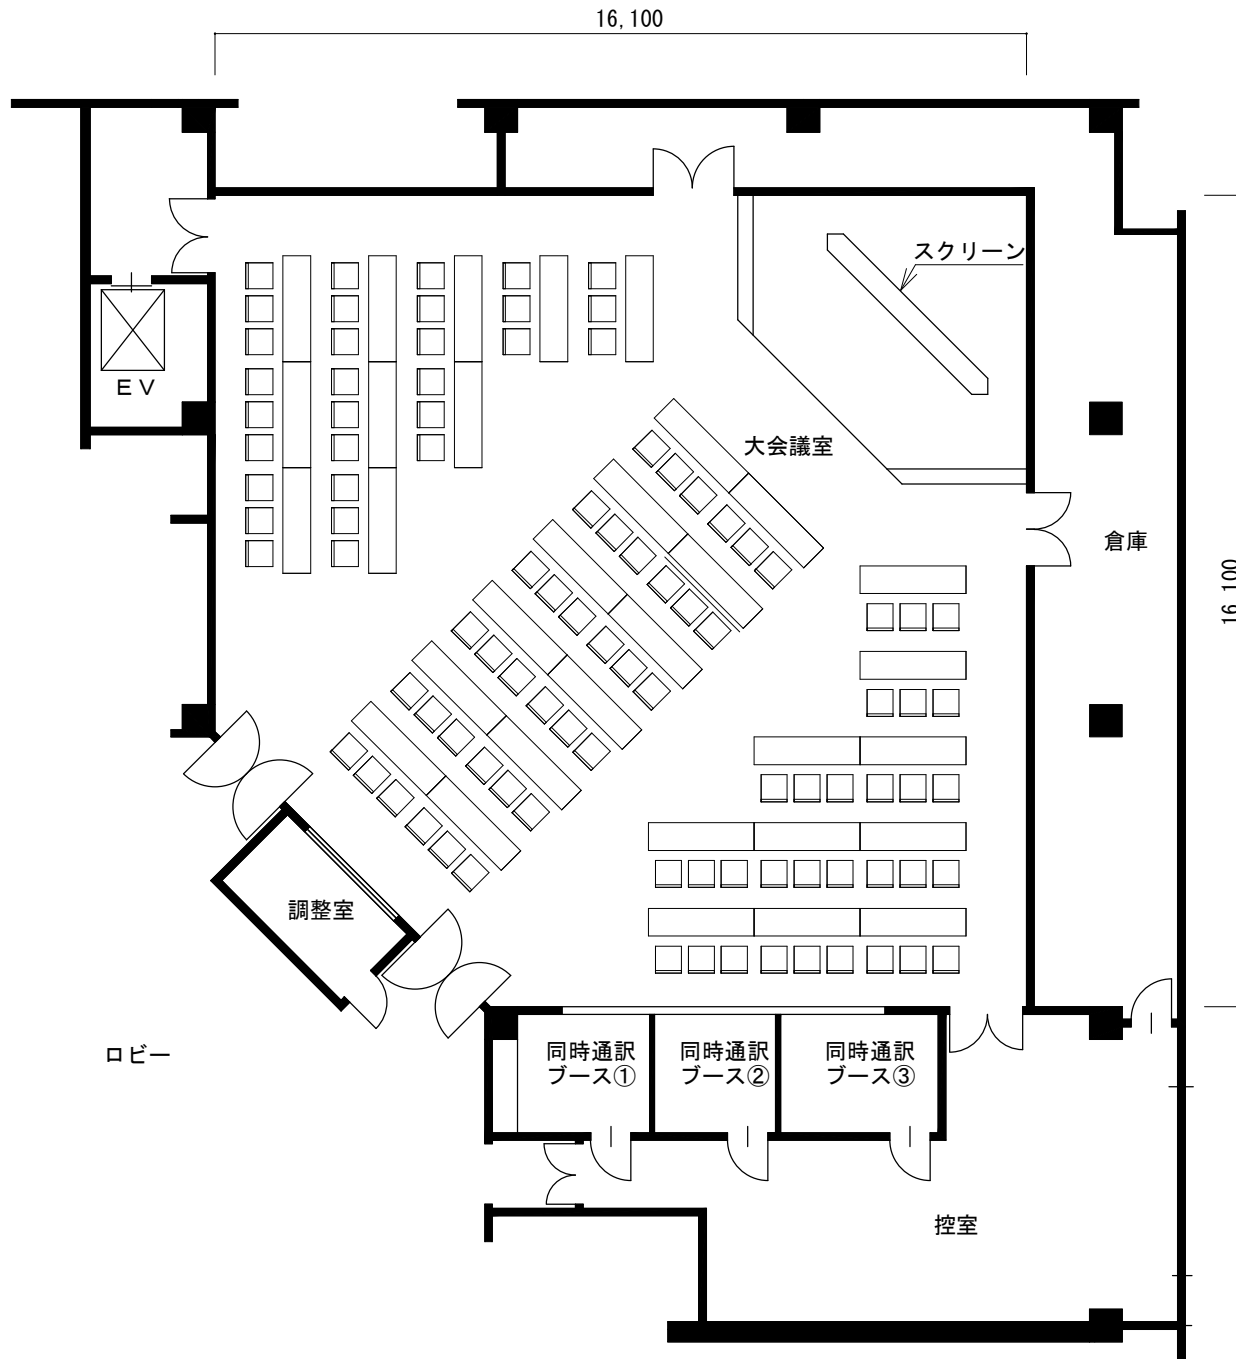 16,100
スクリーン
ＥＶ
大会議室
倉庫
16,100
調整室
ロビー
同時通訳
ブース①
同時通訳
ブース②
同時通訳
ブース③
控室